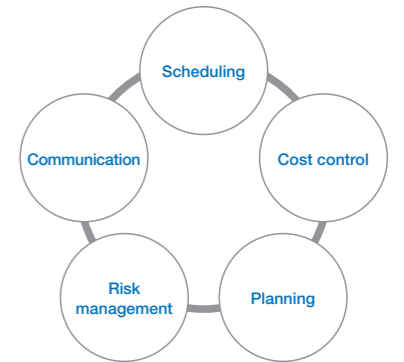 Scheduling
Communication
Cost control
Risk
management
Planning